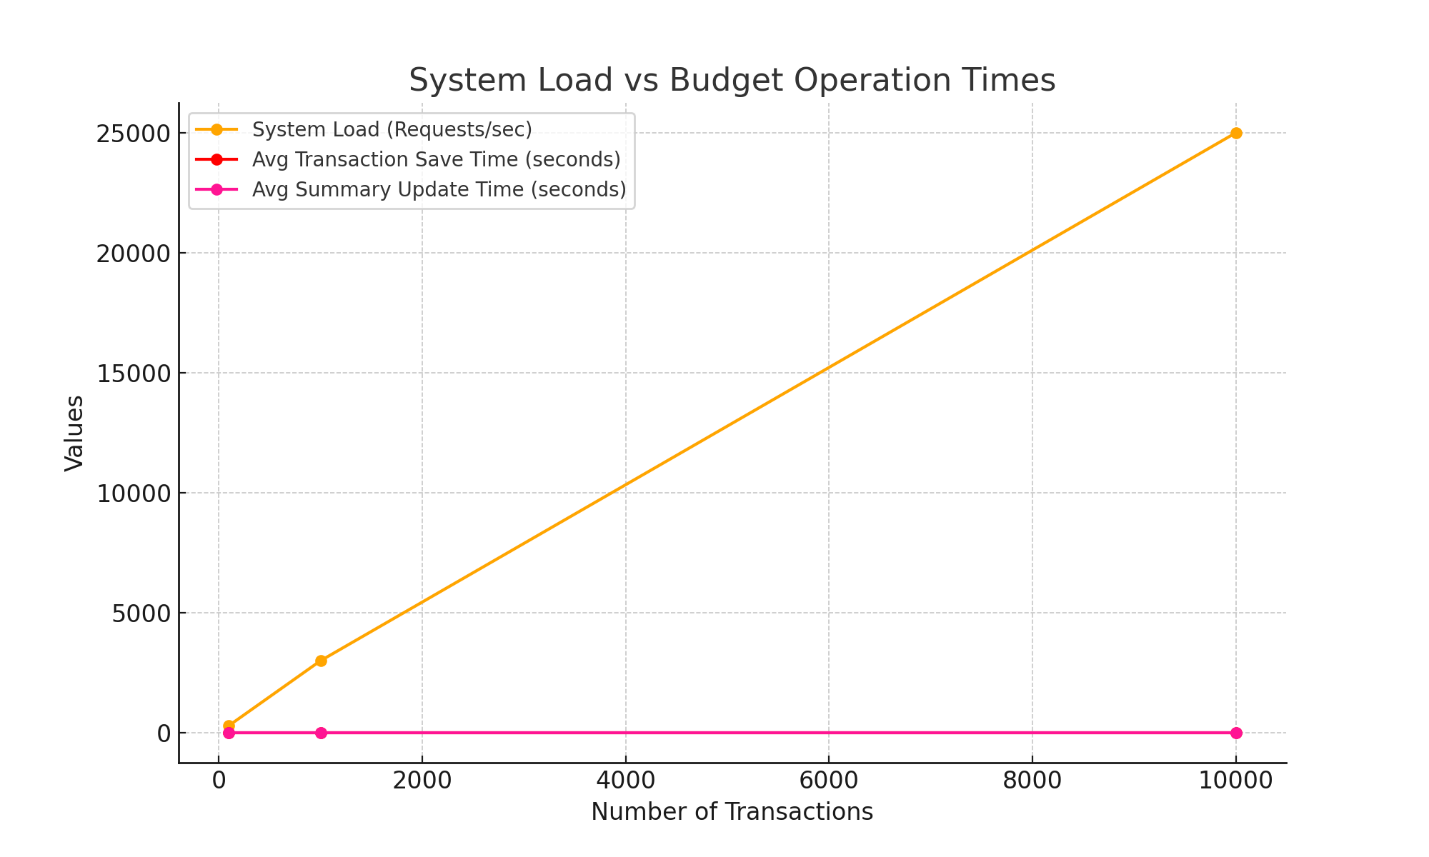 System Load vs Budget Operation Times
System Load (Requests/sec)
Avg Transaction Save Time (seconds)
Avg Summary Update Time (seconds)
Values
25000
20000
15000
10000
5000
0
0 2000 4000 6000 8000 10000
Number of Transactions